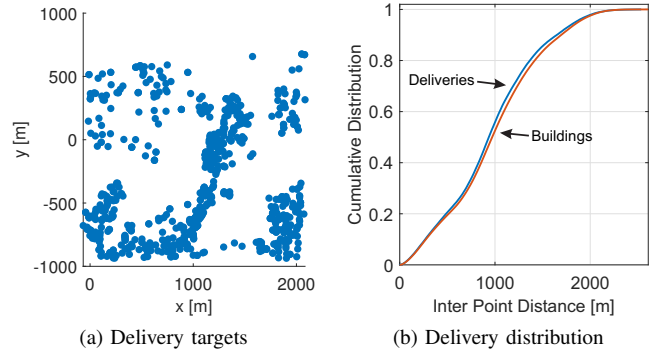 500
0
-500
-1000
y [m]
0
1000
2000
x [m]
(a) Delivery targets
1
0.8
0.6
0.4
0.2
0
Cumulative Distribution
Deliveries
Buildings
0
1000
2000
Inter Point Distance [m]
(b) Delivery distribution